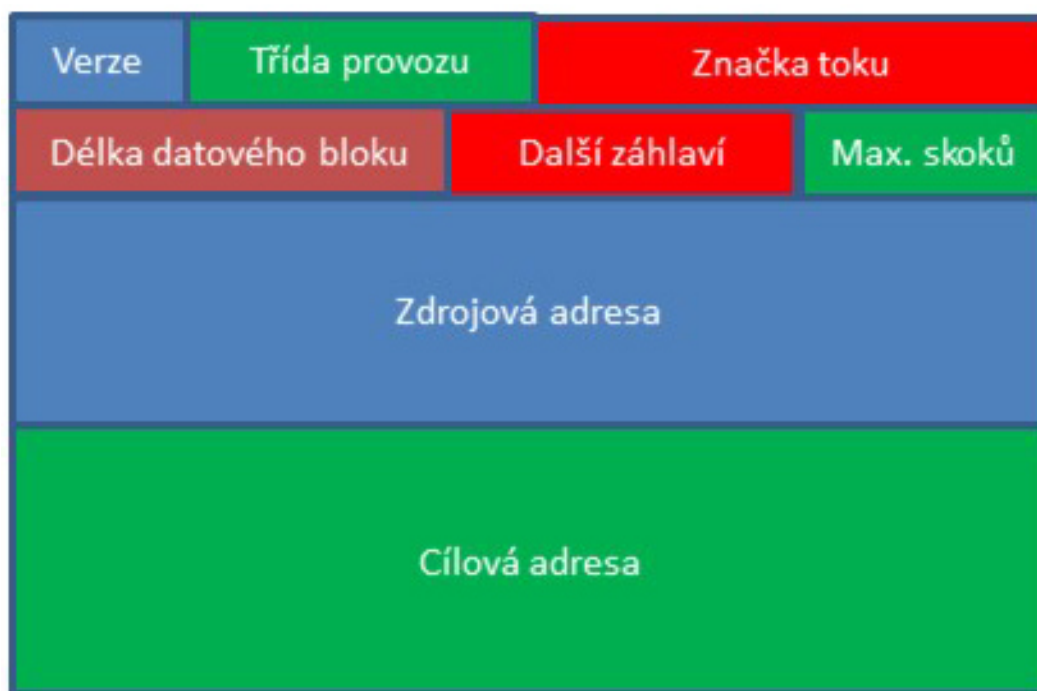 Verze Třída provozu Značka toku
Délka datového bloku Další záhlaví Max. skoků
Zdrojová adresa
Cílová adresa